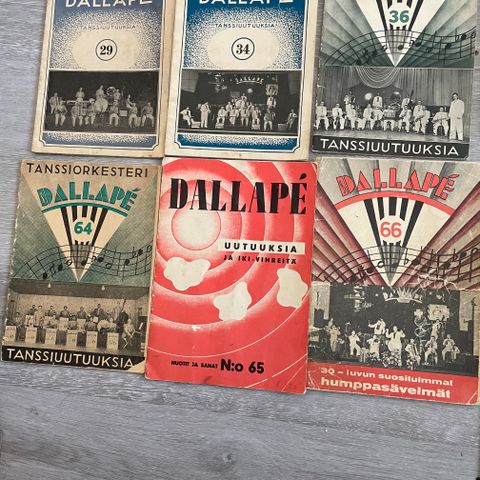 DALLAPÉ
TANSSIUUTUUKSIA
29
DALLAPÉ
TANSSIUUTUUKSIA
34
36
TANSSIUUTUUKSIA
TANSSIORKESTERI
DALLAPÉ
64
TANSSIUUTUUKSIA
DALLAPÉ
UUTUUKSIA
JA IKI-VIHREITÄ
NUOTIT JA SANAT N:o 65
DALLAPÉ
66
30 – luvun suosituimmat
humppasävelmät